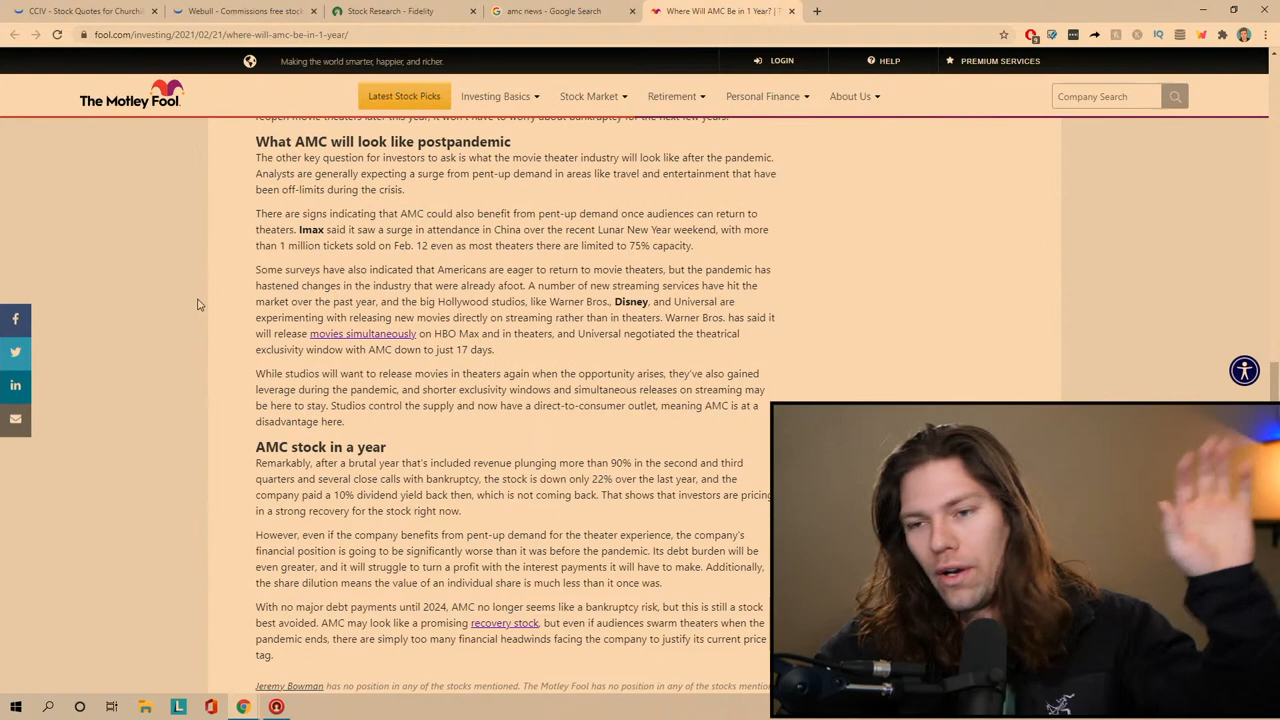 CCIV - Stock Quotes for Churchil
Webull - Commissions free stock
Stock Research - Fidelity
amc news - Google Search
Where Will AMC Be in 1 Year? | T
fool.com/investing/2021/02/21/where-will-amc-be-in-1-year/
Making the world smarter, happier, and richer.
LOGIN
HELP
PREMIUM SERVICES
The Motley Fool
Latest Stock Picks
Investing Basics
Stock Market
Retirement
Personal Finance
About Us
Company Search
reopen movie theaters later this year, it won't have to worry about bankruptcy for the next few years.
What AMC will look like postpandemic
The other key question for investors to ask is what the movie theater industry will look like after the pandemic.
Analysts are generally expecting a surge from pent-up demand in areas like travel and entertainment that have
been off-limits during the crisis.
There are signs indicating that AMC could also benefit from pent-up demand once audiences can return to
theaters. Imax said it saw a surge in attendance in China over the recent Lunar New Year weekend, with more
than 1 million tickets sold on Feb. 12 even as most theaters there are limited to 75% capacity.
Some surveys have also indicated that Americans are eager to return to movie theaters, but the pandemic has
hastened changes in the industry that were already afoot. A number of new streaming services have hit the
market over the past year, and the big Hollywood studios, like Warner Bros., Disney, and Universal are
experimenting with releasing new movies directly on streaming rather than in theaters. Warner Bros. has said it
will release movies simultaneously on HBO Max and in theaters, and Universal negotiated the theatrical
exclusivity window with AMC down to just 17 days.
While studios will want to release movies in theaters again when the opportunity arises, they've also gained
leverage during the pandemic, and shorter exclusivity windows and simultaneous releases on streaming may
be here to stay. Studios control the supply and now have a direct-to-consumer outlet, meaning AMC is at a
disadvantage here.
AMC stock in a year
Remarkably, after a brutal year that's included revenue plunging more than 90% in the second and third
quarters and several close calls with bankruptcy, the stock is down only 22% over the last year, and the
company paid a 10% dividend yield back then, which is not coming back. That shows that investors are pricing
in a strong recovery for the stock right now.
However, even if the company benefits from pent-up demand for the theater experience, the company's
financial position is going to be significantly worse than it was before the pandemic. Its debt burden will be
even greater, and it will struggle to turn a profit with the interest payments it will have to make. Additionally,
the share dilution means the value of an individual share is much less than it once was.
With no major debt payments until 2024, AMC no longer seems like a bankruptcy risk, but this is still a stock
best avoided. AMC may look like a promising recovery stock, but even if audiences swarm theaters when the
pandemic ends, there are simply too many financial headwinds facing the company to justify its current price
tag.
Jeremy Bowman has no position in any of the stocks mentioned. The Motley Fool has no position in any of the stocks